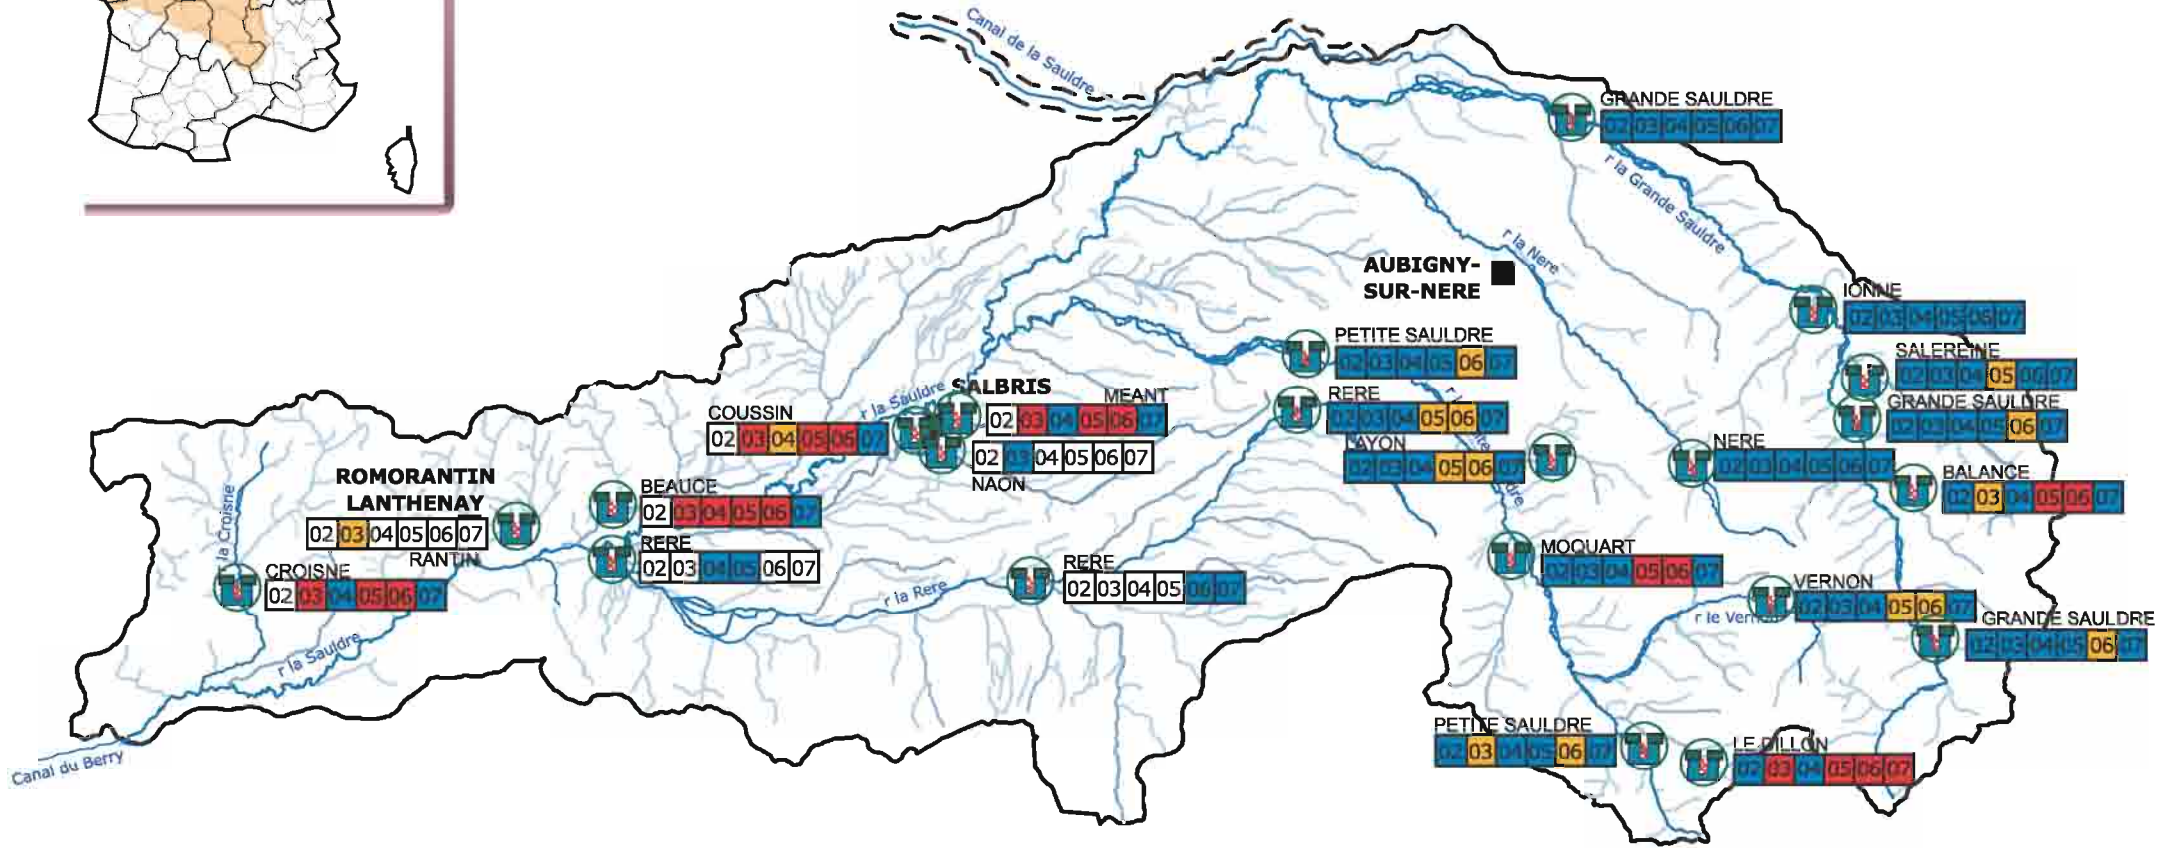 Canal de la Sauldre
GRANDE SAULDRE
02 03 04 05 06 07
r la Grande Sauldre
r la Nere
AUBIGNY-
SUR-NERE
IONNE
02 03 04 05 06 07
PETITE SAULDRE
02 03 04 05 06 07
SALEREINE
02 03 04 05 06 07
r la Sauldre
SALBRIS
MEANT
02 03 04 05 06 07
RERE
02 03 04 05 06 07
GRANDE SAULDRE
02 03 04 05 06 07
COUSSIN
02 03 04 05 06 07
LAYON
02 03 04 05 06 07
NERE
02 03 04 05 06 07
02 03 04 05 06 07
NAON
BALANCE
02 03 04 05 06 07
ROMORANTIN
LANTHENAY
02 03 04 05 06 07
RANTIN
BEAUCE
02 03 04 05 06 07
la Croisne
RERE
02 03 04 05 06 07
MOQUART
02 03 04 05 06 07
RERE
02 03 04 05 06 07
CROISNE
02 03 04 05 06 07
r la Rere
VERNON
02 03 04 05 06 07
r le Vernon
GRANDE SAULDRE
02 03 04 05 06 07
r la Sauldre
PETITE SAULDRE
02 03 04 05 06 07
LE DILLON
02 03 04 05 06 07
Canal du Berry